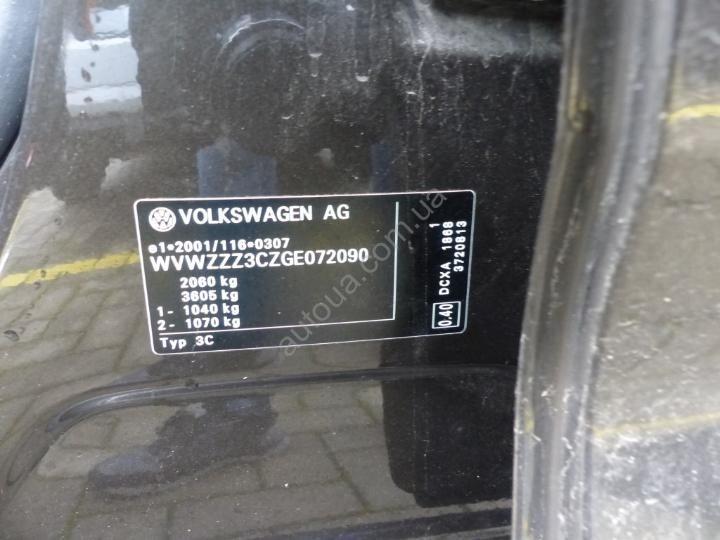 VOLKSWAGEN AG
e1*2001/116*0307
WVWZZZ3CZGE072090
2060 kg
3605 kg
1- 1040 kg
2- 1070 kg
Typ 3C
0.40 DCXA 1968 1
3720813
autoua.com.ua